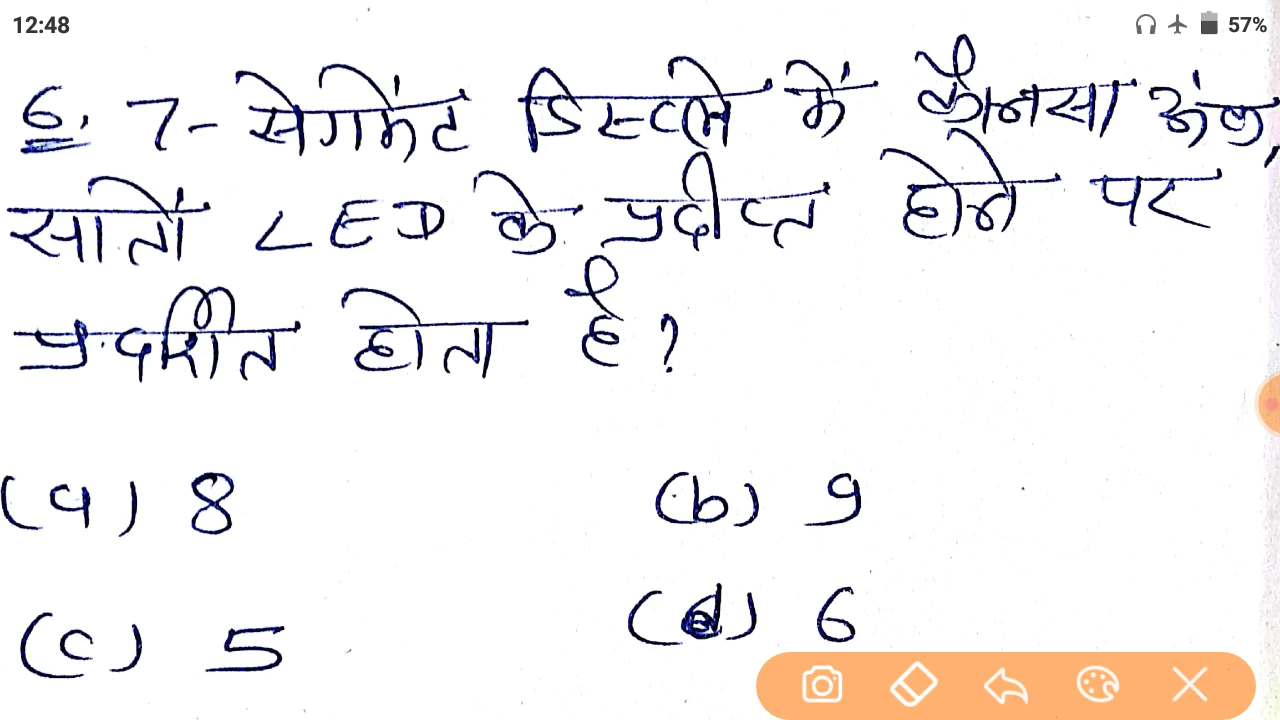 12:48
57%
6. 7- सेगमेंट डिस्प्ले में कौनसा अंक,
सातों LED के प्रदीप्त होने पर
प्रदर्शित होता है?
(a) 8
(b) 9
(c) 5
(d) 6